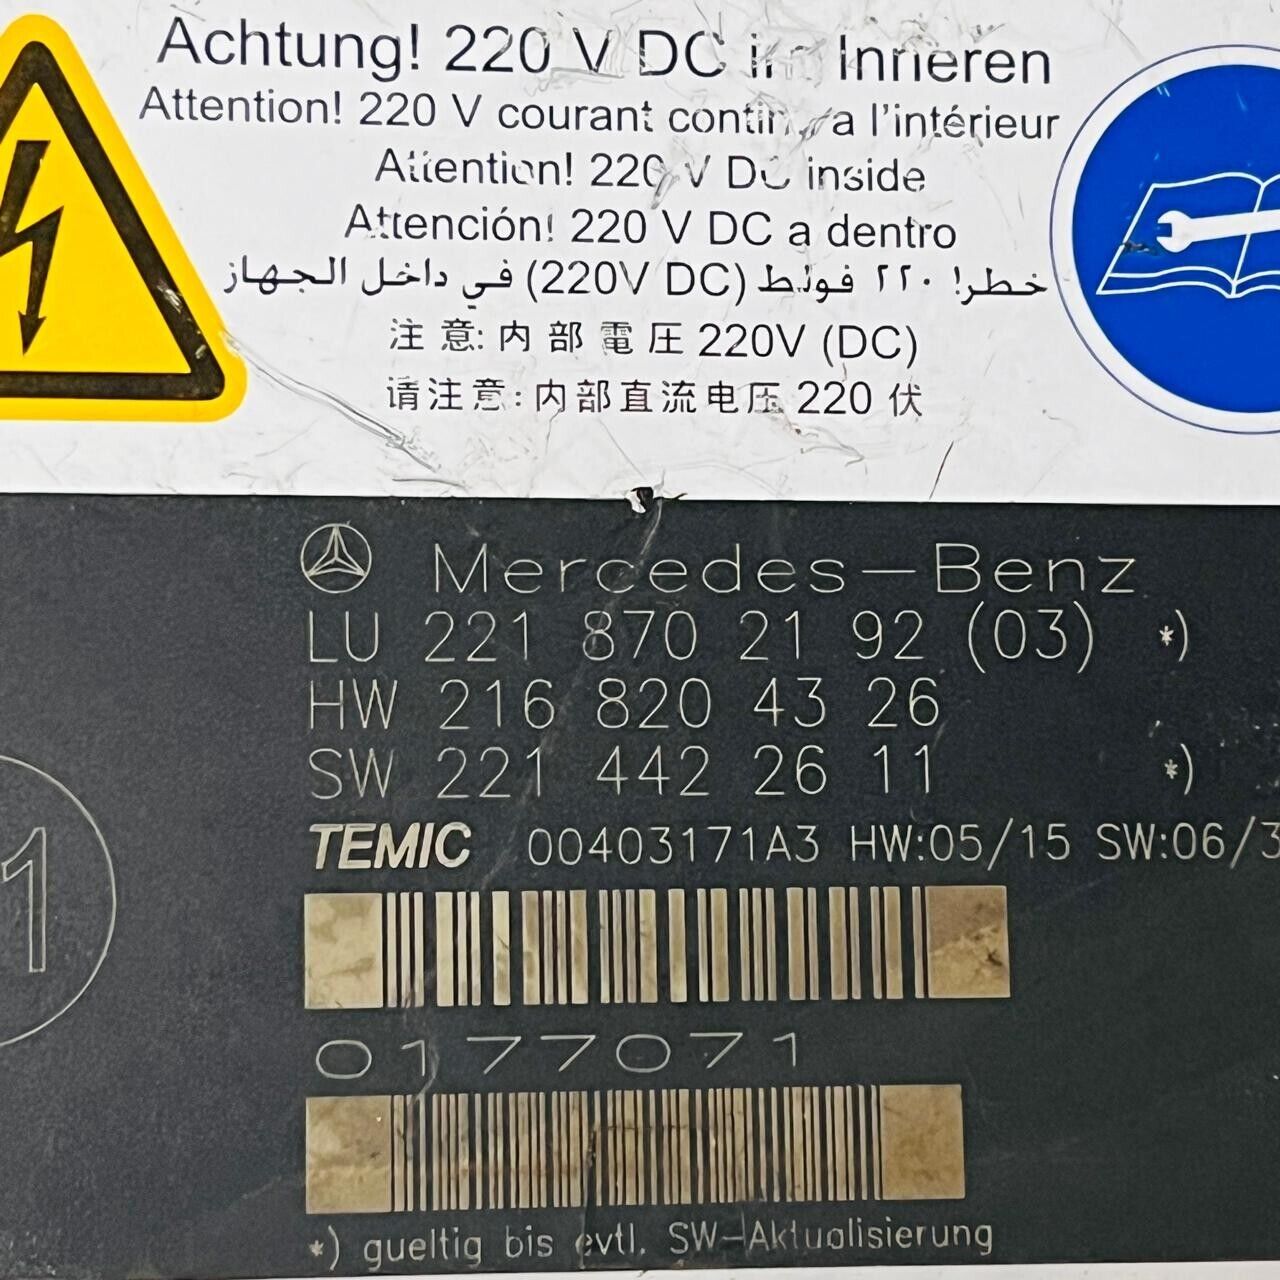 Achtung! 220 V DC im Inneren
Attention! 220 V courant continu a l'intérieur
Attention! 220 V DC inside
Atención! 220 V DC a dentro
خطر! ٢٢٠ فولط (220V DC) في داخل الجهاز
注意: 内部電圧 220V (DC)
请注意: 内部直流电压 220 伏
Mercedes-Benz
LU 221 870 21 92 (03) *)
HW 216 820 43 26
SW 221 442 26 11 *)
TEMIC 00403171A3 HW:05/15 SW:06/3
1
0177071
*) gueltig bis evtl. SW-Aktualisierung